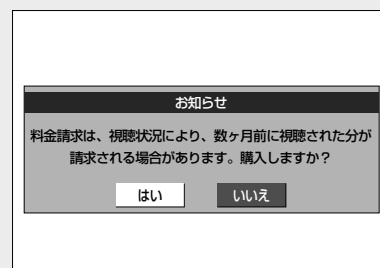 お知らせ
料金請求は、視聴状況により、数ヶ月前に視聴された分が
請求される場合があります。購入しますか？
はい いいえ